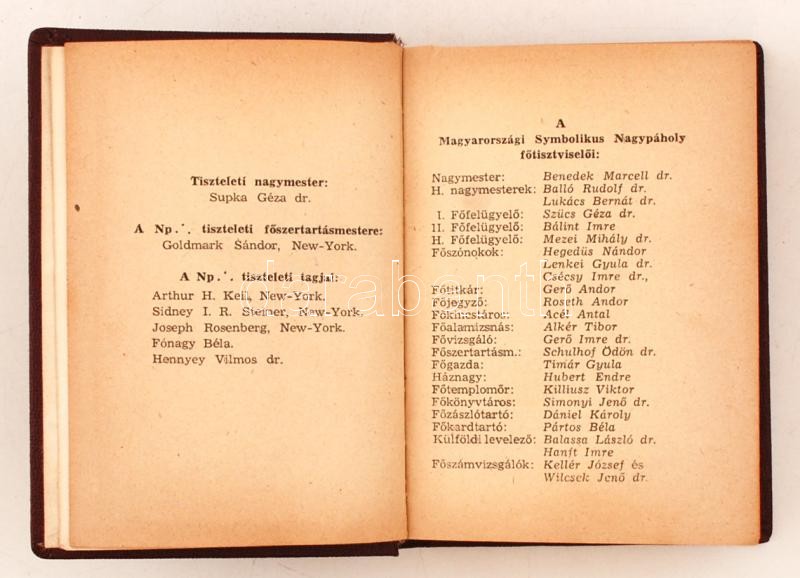 Tiszteleti nagymester:
Supka Géza dr.
A Np.·. tiszteleti főszertartásmestere:
Goldmark Sándor, New-York.
A Np.·. tiszteleti tagjai:
Arthur H. Kell, New-York.
Sidney I. R. Steiner, New-York.
Joseph Rosenberg, New-York.
Fónagy Béla.
Hennyey Vilmos dr.
A
Magyarországi Symbolikus Nagypáholy
főtisztviselői:
Nagymester: Benedek Marcell dr.
H. nagymesterek: Balló Rudolf dr.
Lukács Bernát dr.
I. Főfelügyelő: Szücs Géza dr.
II. Főfelügyelő: Bálint Imre
H. Főfelügyelő: Mezei Mihály dr.
Főszónokok: Hegedüs Nándor
Lenkei Gyula dr.
Csécsy Imre dr.,
Főtitkár: Gerő Andor
Főjegyző: Roseth Andor
Főkincstáron: Acél Antal
Főalamizsnás: Alkér Tibor
Fővizsgáló: Gerő Imre dr.
Főszertartásm.: Schulhof Ödön dr.
Főgazda: Timár Gyula
Háznagy: Hubert Endre
Főtemplomőr: Killiusz Viktor
Főkönyvtáros: Simonyi Jenő dr.
Főzászlótartó: Dániel Károly
Főkardtartó: Pártos Béla
Külföldi levelező: Balassa László dr.
Hanft Imre
Főszámvizsgálók: Kellér József és
Wilcsek Jenő dr.
darabanth